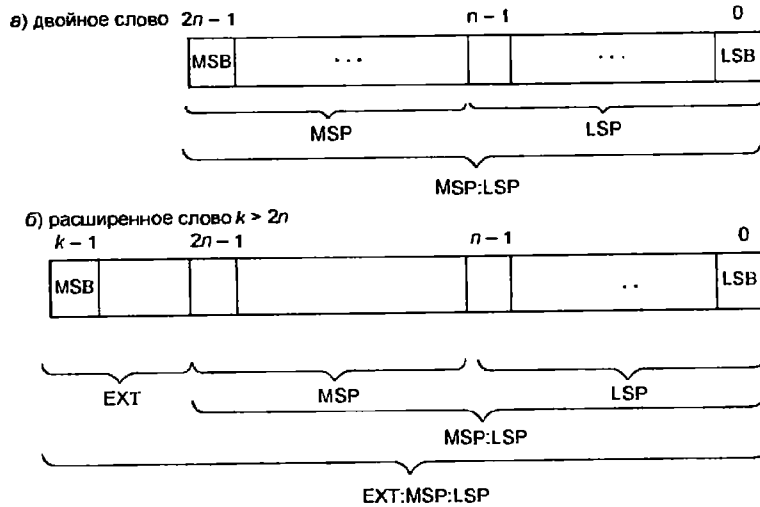 а) двойное слово 2n – 1 n – 1 0
MSB ... ... LSB
MSP LSP
MSP:LSP
б) расширенное слово k > 2n
k – 1 2n – 1 n – 1 0
MSB .. LSB
EXT MSP LSP
MSP:LSP
EXT:MSP:LSP